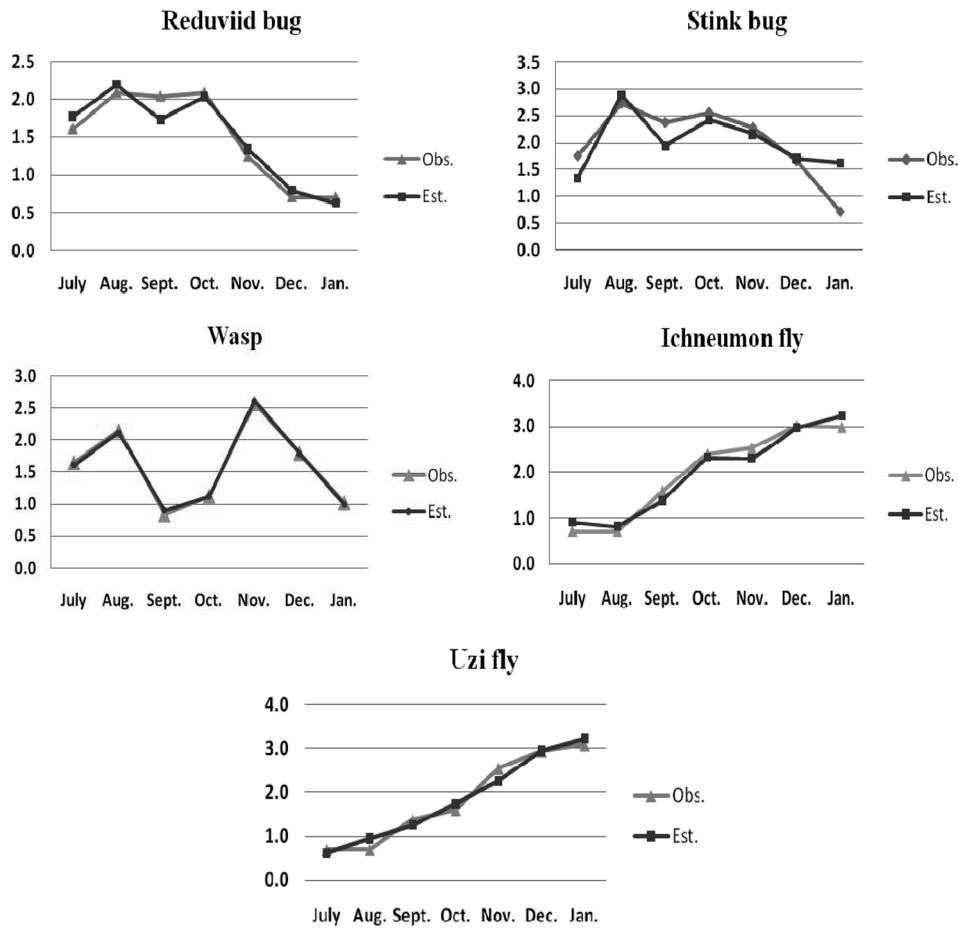 Reduviid bug
2.5
2.0
1.5
1.0
0.5
0.0
Obs.
Est.
July Aug. Sept. Oct. Nov. Dec. Jan.
Stink bug
3.5
3.0
2.5
2.0
1.5
1.0
0.5
0.0
Obs.
Est.
July Aug. Sept. Oct. Nov. Dec. Jan.
Wasp
3.0
2.5
2.0
1.5
1.0
0.5
0.0
Obs.
Est.
July Aug. Sept. Oct. Nov. Dec. Jan.
Ichneumon fly
4.0
3.0
2.0
1.0
0.0
Obs.
Est.
July Aug. Sept. Oct. Nov. Dec. Jan.
Uzi fly
4.0
3.0
2.0
1.0
0.0
Obs.
Est.
July Aug. Sept. Oct. Nov. Dec. Jan.